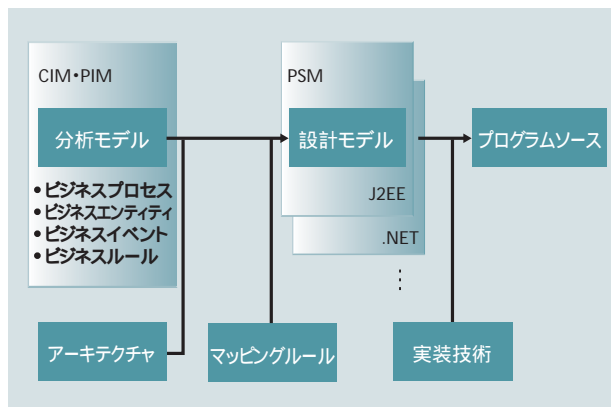 CIM・PIM
分析モデル
•ビジネスプロセス
•ビジネスエンティティ
•ビジネスイベント
•ビジネスルール
PSM
設計モデル
J2EE
.NET
⋮
プログラムソース
アーキテクチャ
マッピングルール
実装技術